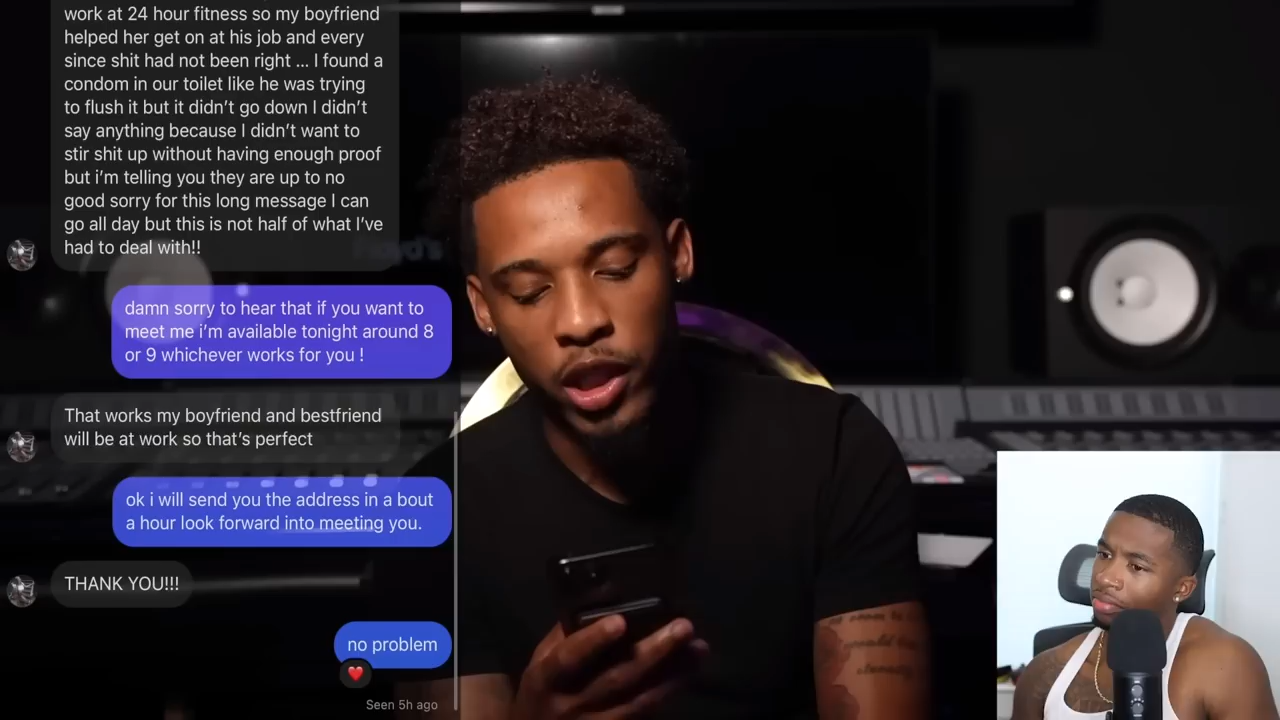 work at 24 hour fitness so my boyfriend
helped her get on at his job and every
since shit had not been right ... I found a
condom in our toilet like he was trying
to flush it but it didn’t go down I didn’t
say anything because I didn’t want to
stir shit up without having enough proof
but i’m telling you they are up to no
good sorry for this long message I can
go all day but this is not half of what I’ve
had to deal with!!
damn sorry to hear that if you want to
meet me i’m available tonight around 8
or 9 whichever works for you !
That works my boyfriend and bestfriend
will be at work so that’s perfect
ok i will send you the address in a bout
a hour look forward into meeting you.
THANK YOU!!!
no problem
Seen 5h ago